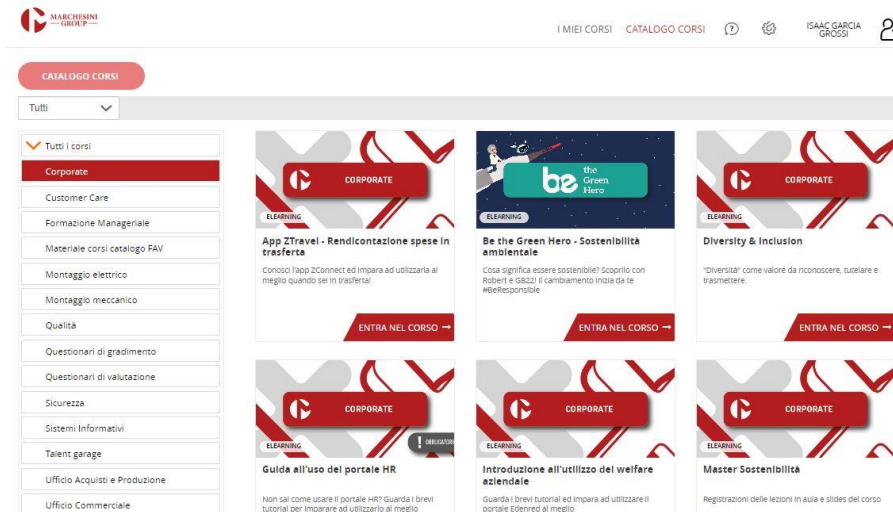 MARCHESINI
GROUP
I MIEI CORSI CATALOGO CORSI ? ISAAC GARCIA
GROSSI
CATALOGO CORSI
Tutti
Tutti i corsi
Corporate
Customer Care
Formazione Manageriale
Materiale corsi catalogo FAV
Montaggio elettrico
Montaggio meccanico
Qualità
Questionari di gradimento
Questionari di valutazione
Sicurezza
Sistemi Informativi
Talent garage
Ufficio Acquisti e Produzione
Ufficio Commerciale
CORPORATE
ELEARNING
App ZTravel - Rendicontazione spese in
trasferta
Conosci l'app ZConnect ed impara ad utilizzarla al
meglio quando sei in trasferta!
ENTRA NEL CORSO →
be the
Green
Hero
ELEARNING
Be the Green Hero - Sostenibilità
ambientale
Cosa significa essere sostenibile? Scoprilo con
Robert e GB22! Il cambiamento inizia da te
#BeResponsible
ENTRA NEL CORSO →
CORPORATE
ELEARNING
Diversity & Inclusion
"Diversità" come valore da riconoscere, tutelare e
trasmettere.
ENTRA NEL CORSO →
CORPORATE
ELEARNING
! OBBLIGATORIO
Guida all'uso del portale HR
Non sai come usare il portale HR? Guarda i brevi
tutorial per imparare ad utilizzarlo al meglio
CORPORATE
ELEARNING
Introduzione all'utilizzo del welfare
aziendale
Guarda i brevi tutorial ed impara ad utilizzare il
portale Edenred al meglio
CORPORATE
ELEARNING
Master Sostenibilità
Registrazioni delle lezioni in aula e slides del corso